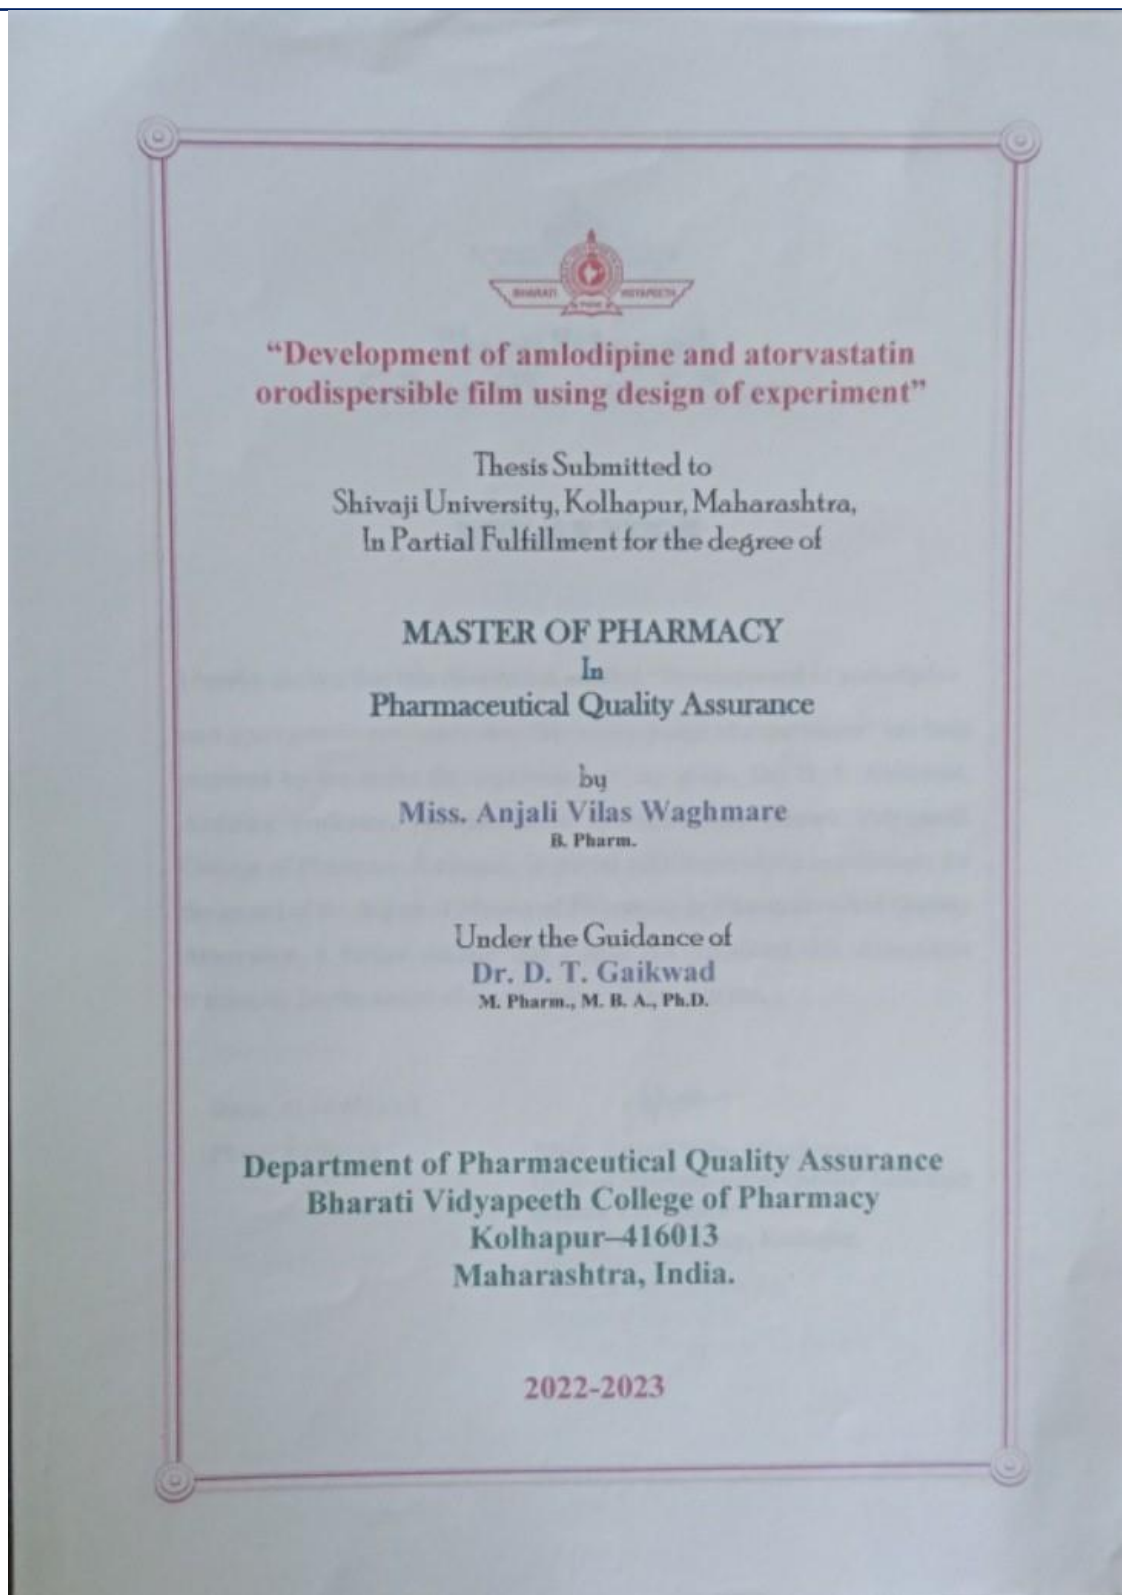 BHARATI VIDYAPEETH
“Development of amlodipine and atorvastatin
orodispersible film using design of experiment”
Thesis Submitted to
Shivaji University, Kolhapur, Maharashtra,
In Partial Fulfillment for the degree of
MASTER OF PHARMACY
In
Pharmaceutical Quality Assurance
by
Miss. Anjali Vilas Waghmare
B. Pharm.
Under the Guidance of
Dr. D. T. Gaikwad
M. Pharm., M. B. A., Ph.D.
Department of Pharmaceutical Quality Assurance
Bharati Vidyapeeth College of Pharmacy
Kolhapur–416013
Maharashtra, India.
2022-2023